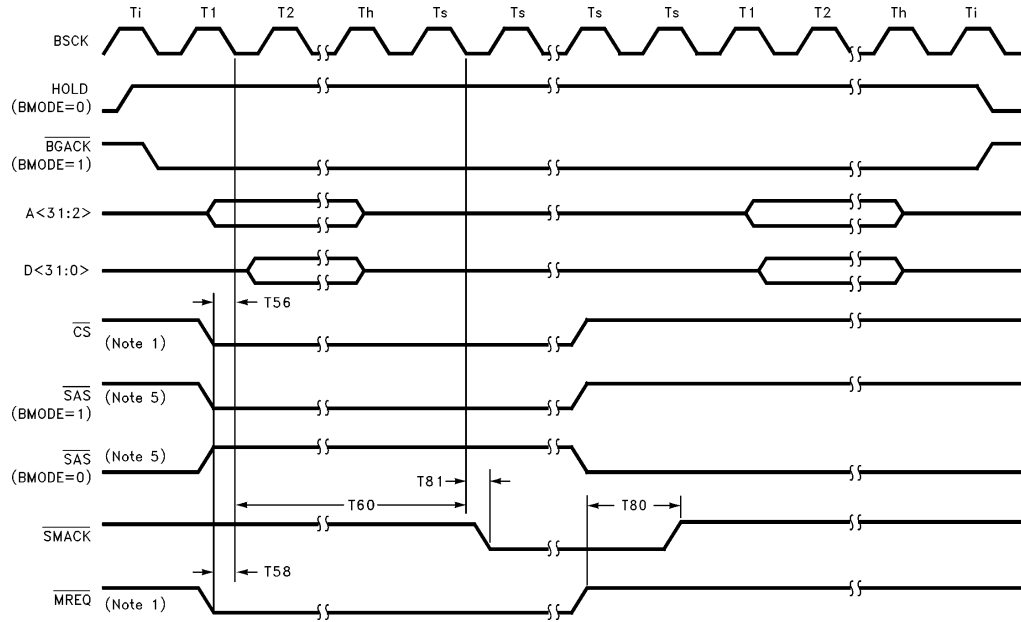 Ti T1 T2 Th Ts Ts Ts Ts T1 T2 Th Ti
BSCK
HOLD
(BMODE=0)
BGACK
(BMODE=1)
A<31:2>
D<31:0>
T56
CS (Note 1)
SAS (Note 5)
(BMODE=1)
SAS (Note 5)
(BMODE=0)
T81
T60 T80
SMACK
T58
MREQ (Note 1)